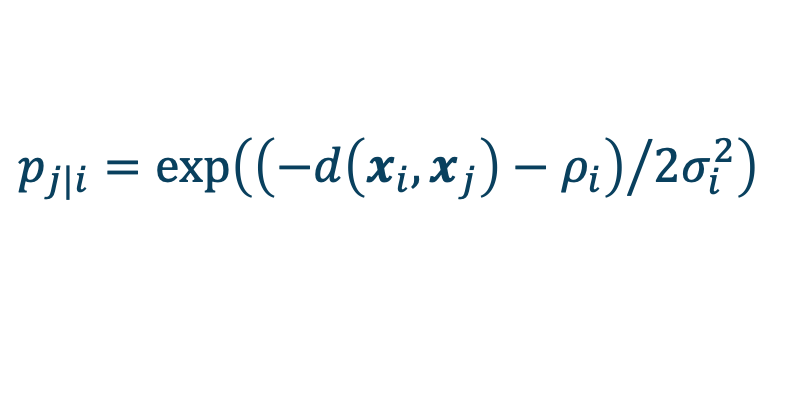 p_{j|i} = exp((−d(x_i, x_j) − ρ_i)/2σ_i^2)